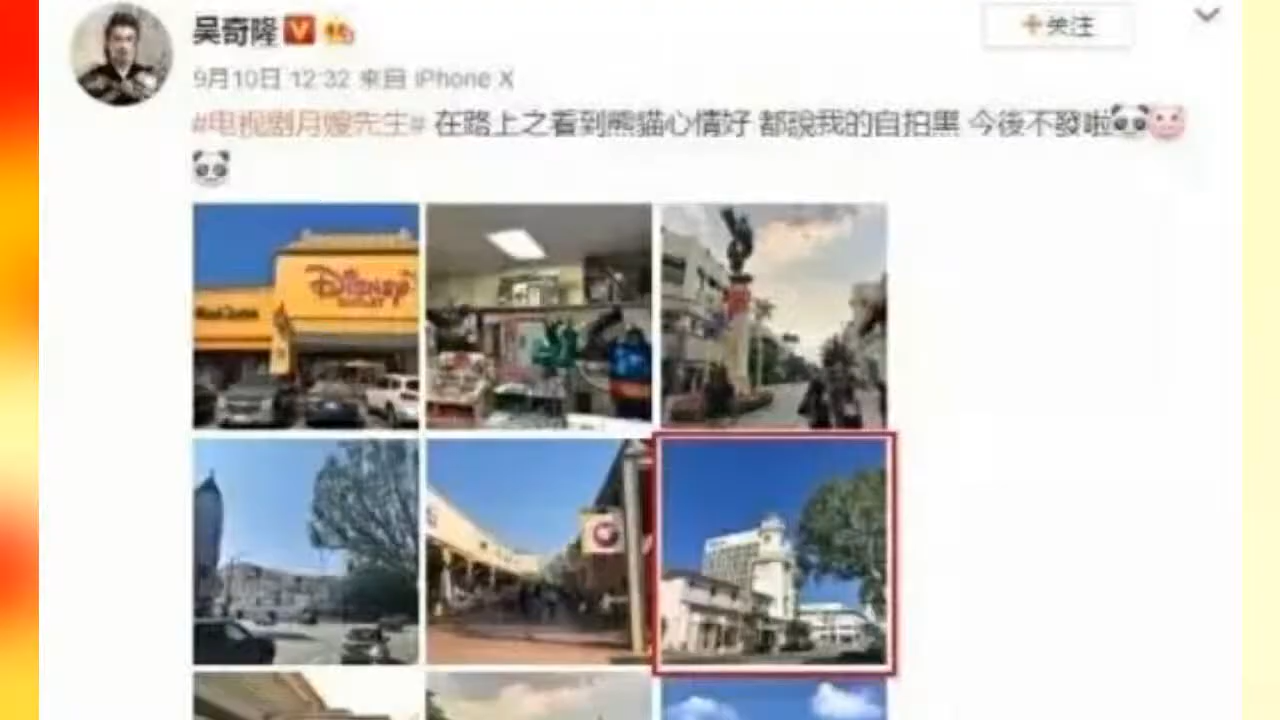 吴奇隆
关注
9月10日 12:32 来自 iPhone X
#电视剧月嫂先生# 在路上之看到熊貓心情好 都說我的自拍黑 今後不發啦
Disney
OUTLET